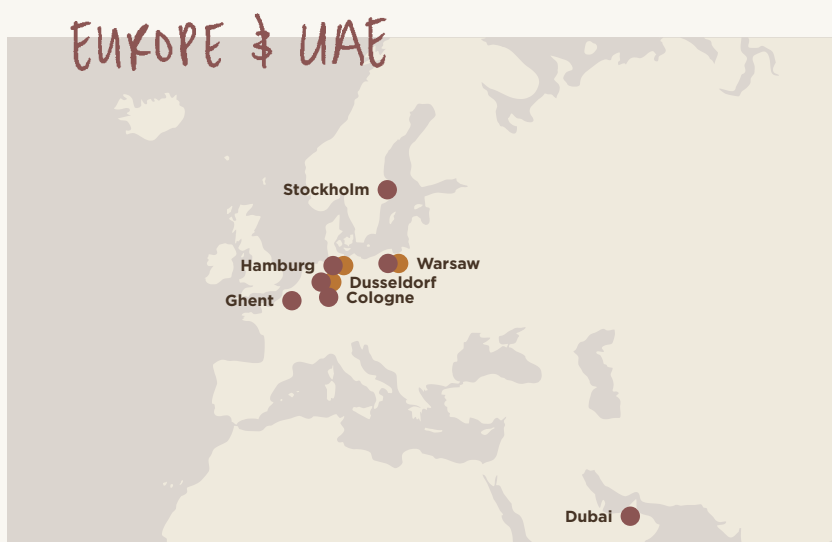 EUROPE & UAE
Stockholm
Hamburg
Warsaw
Dusseldorf
Cologne
Ghent
Dubai